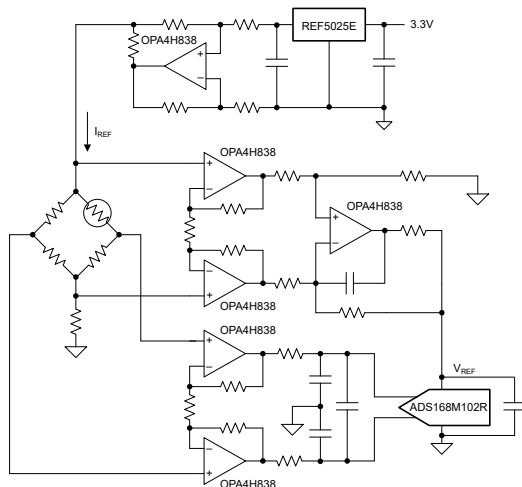 OPA4H838
REF5025E
3.3V
+
−
IREF
OPA4H838
+
−
OPA4H838
+
−
−
+
OPA4H838
OPA4H838
+
−
VREF
ADS168M102R
−
+
OPA4H838